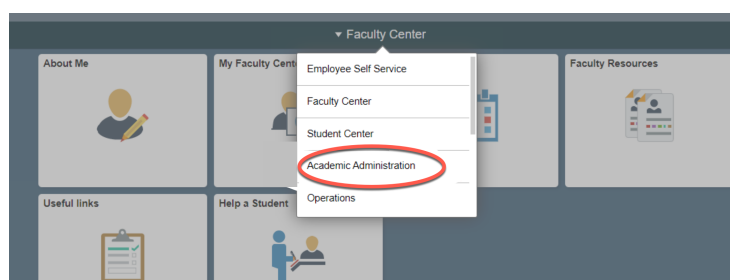 Faculty Center
About Me
My Faculty Cent
Faculty Resources
Employee Self Service
Faculty Center
Student Center
Academic Administration
Operations
Useful links
Help a Student